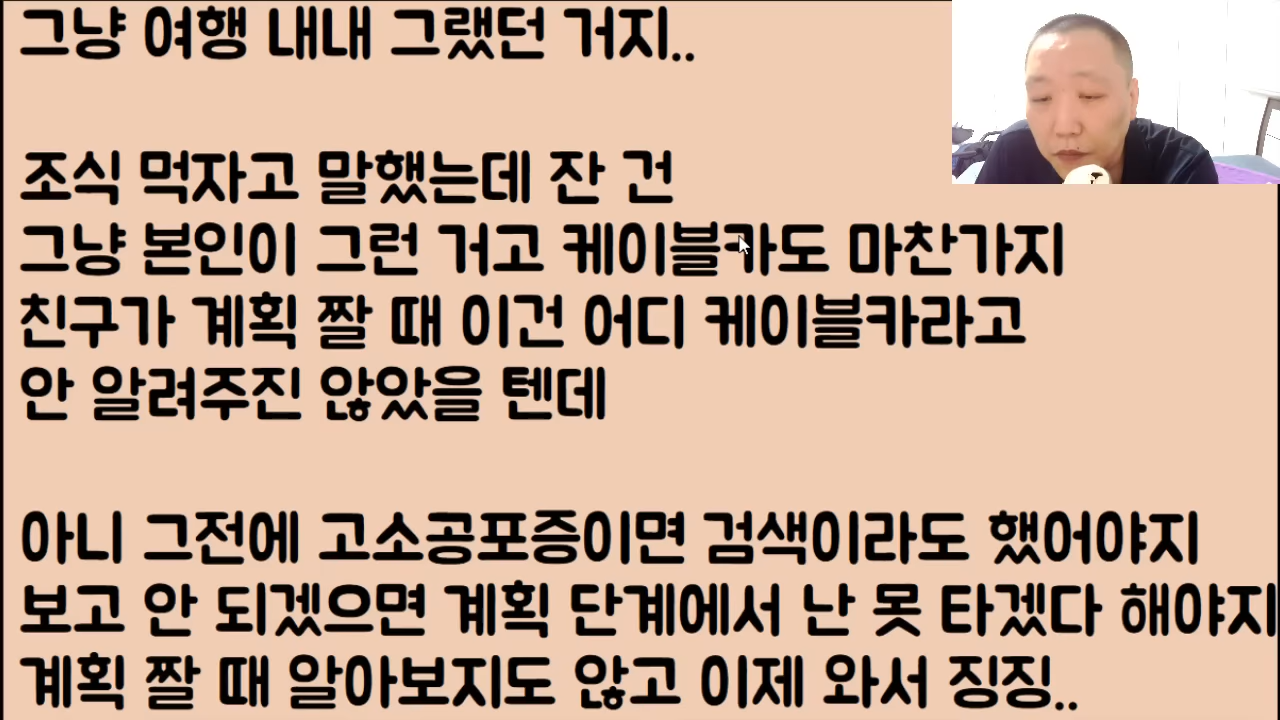 그냥 여행 내내 그랬던 거지..
조식 먹자고 말했는데 잔 건
그냥 본인이 그런 거고 케이블카도 마찬가지
친구가 계획 짤 때 이건 어디 케이블카라고
안 알려주진 않았을 텐데
아니 그전에 고소공포증이면 검색이라도 했어야지
보고 안 되겠으면 계획 단계에서 난 못 타겠다 해야지
계획 짤 때 알아보지도 않고 이제 와서 징징..